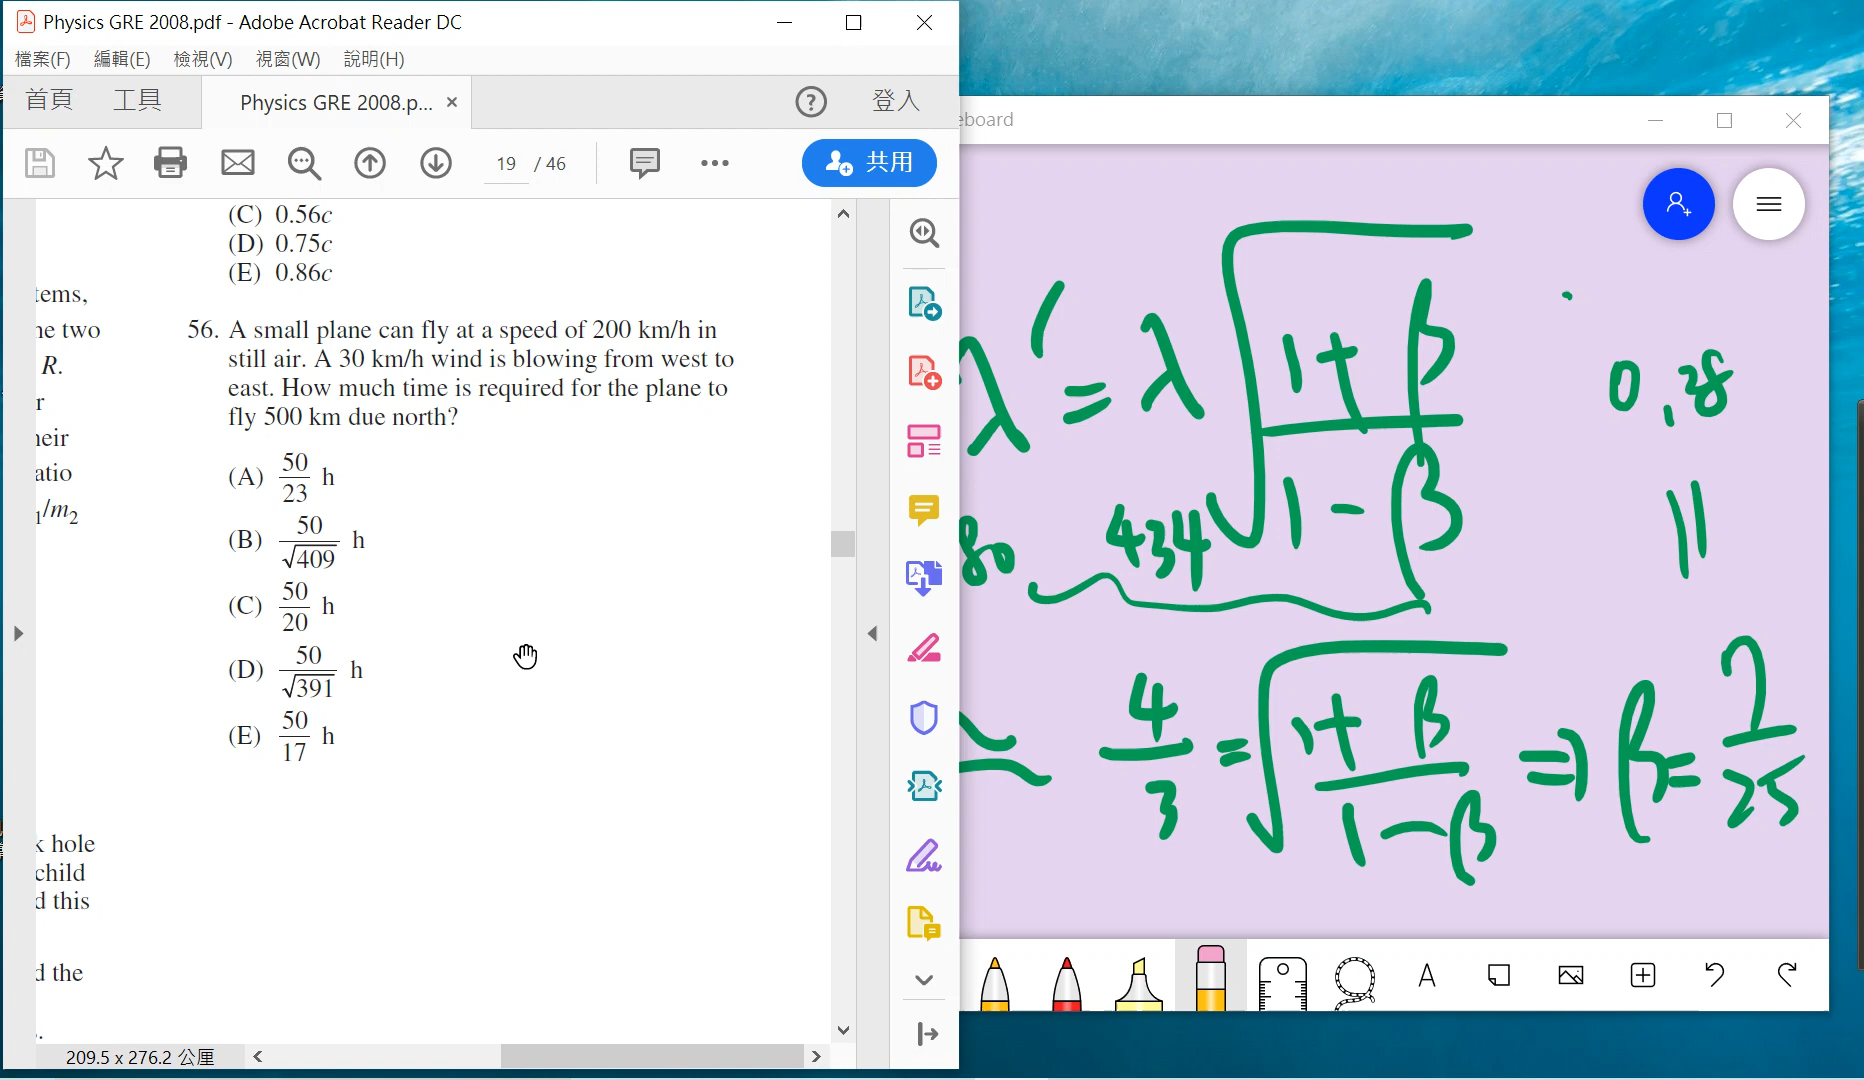 Physics GRE 2008.pdf - Adobe Acrobat Reader DC
檔案(F) 編輯(E) 檢視(V) 視窗(W) 說明(H)
首頁 工具 Physics GRE 2008.p... × 登入
19 / 46 共用
(C) 0.56c
(D) 0.75c
(E) 0.86c
tems,
ne two
R.
r
heir
atio
1/m2
k hole
child
d this
d the
56. A small plane can fly at a speed of 200 km/h in
still air. A 30 km/h wind is blowing from west to
east. How much time is required for the plane to
fly 500 km due north?
(A) 50/23 h
(B) 50/√409 h
(C) 50/20 h
(D) 50/√391 h
(E) 50/17 h
209.5 x 276.2 公厘
eboard
λ' = λ √(1+β / 1-β)
0.28
||
80 434
4/3 = √(1+β / 1-β) ⇒ β = 7/25
A